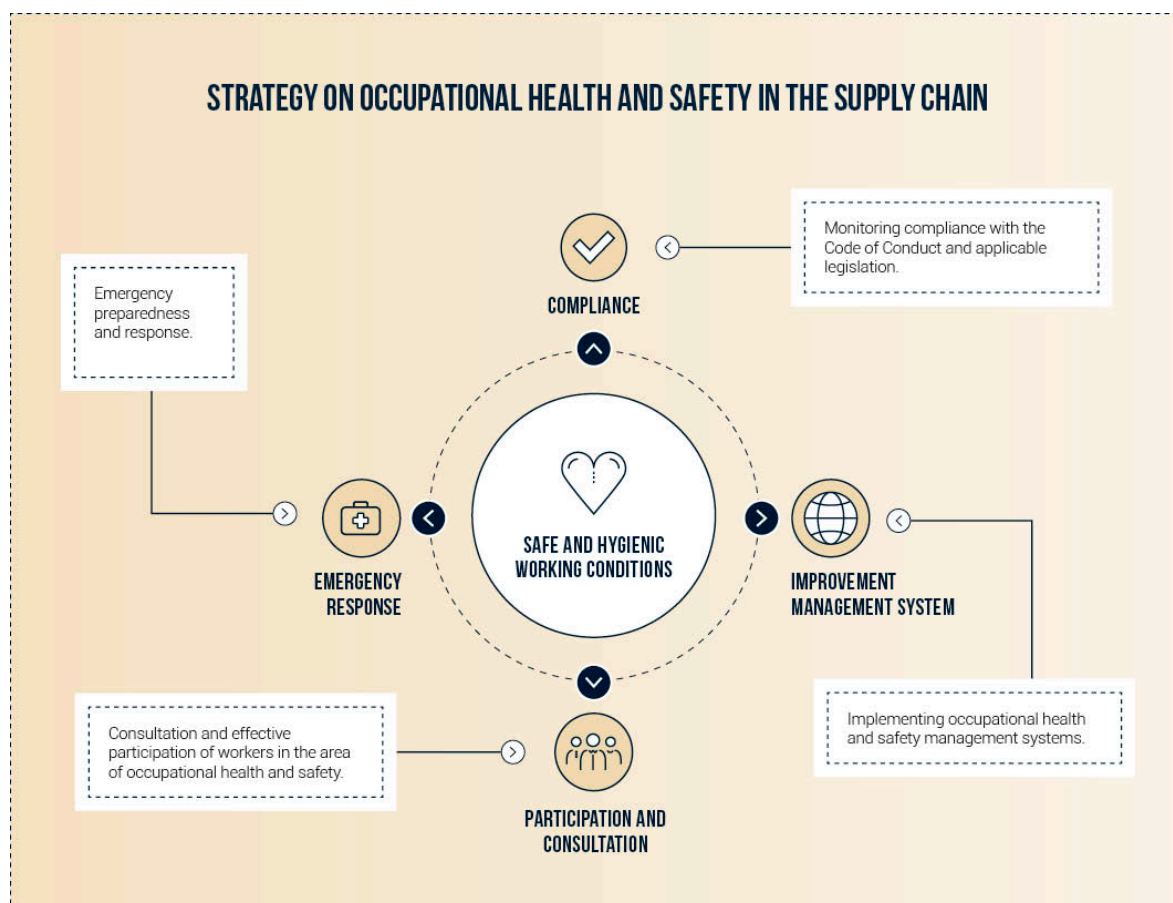 STRATEGY ON OCCUPATIONAL HEALTH AND SAFETY IN THE SUPPLY CHAIN
Monitoring compliance with the
Code of Conduct and applicable
legislation.
COMPLIANCE
Emergency
preparedness
and response.
SAFE AND HYGIENIC
WORKING CONDITIONS
EMERGENCY
RESPONSE
IMPROVEMENT
MANAGEMENT SYSTEM
Consultation and effective
participation of workers in the area
of occupational health and safety.
Implementing occupational health
and safety management systems.
PARTICIPATION AND
CONSULTATION